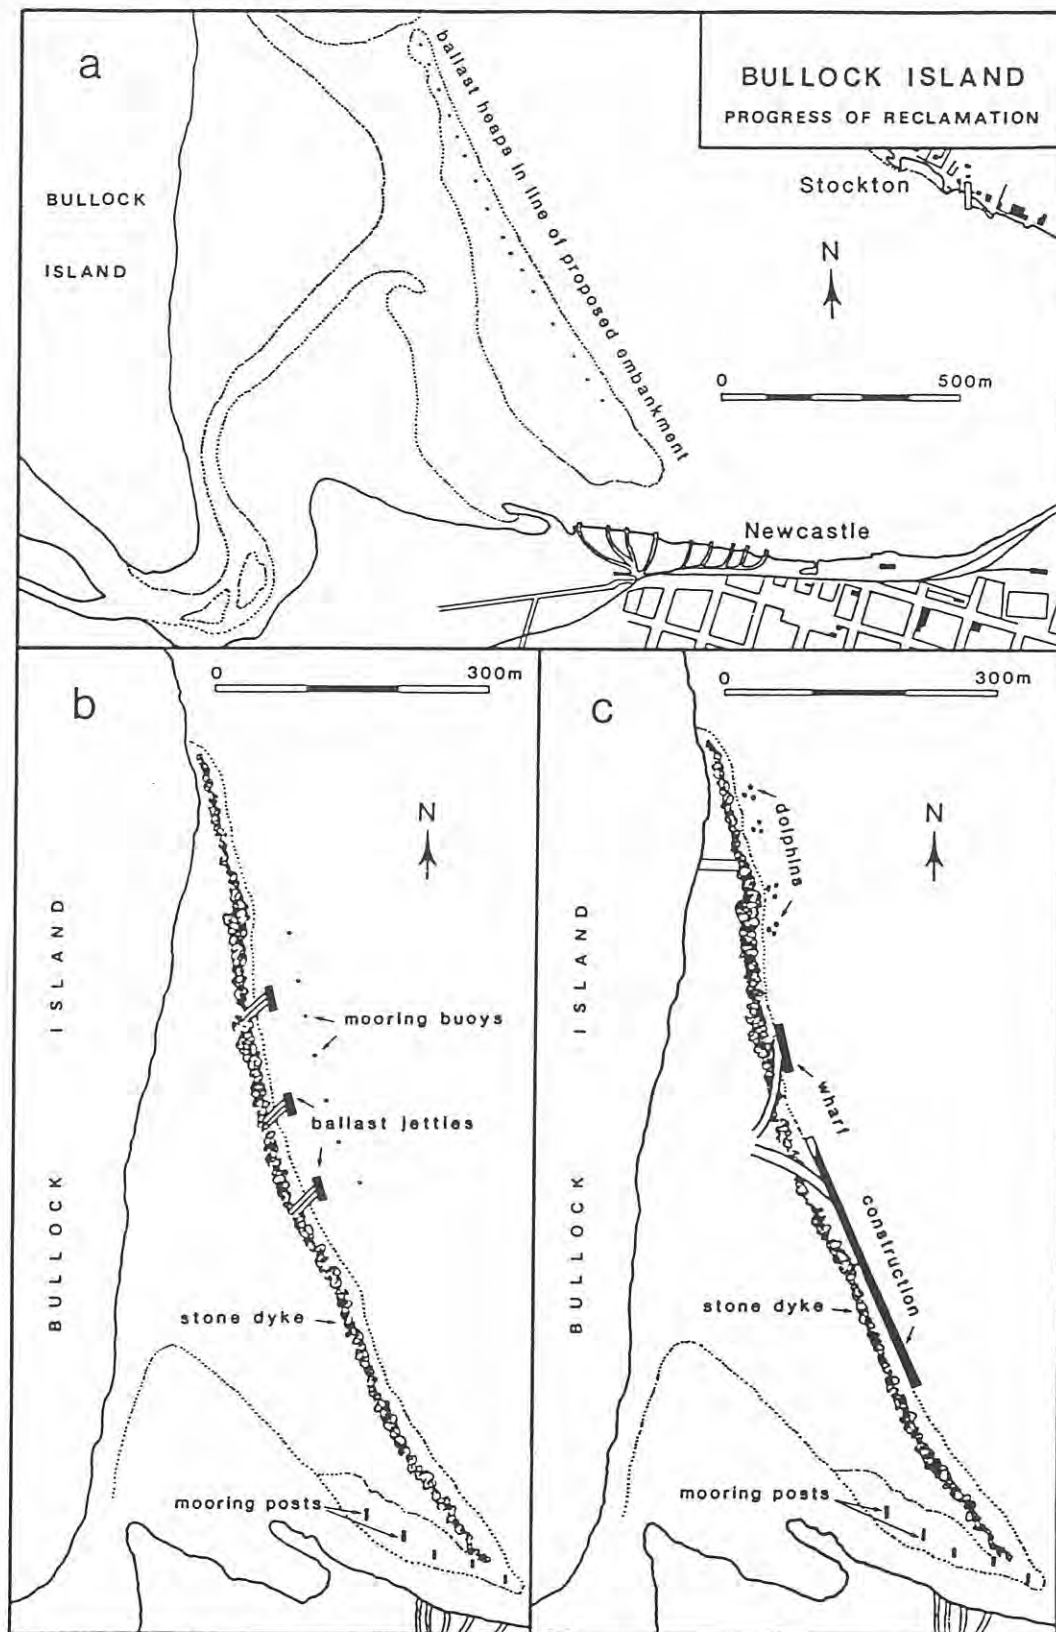 a
BULLOCK ISLAND
PROGRESS OF RECLAMATION
ballast heaps in line of proposed embankment
BULLOCK
ISLAND
Stockton
N
0 500m
Newcastle
b
0 300m
N
BULLOCK ISLAND
mooring buoys
ballast jetties
stone dyke
mooring posts
c
0 300m
N
dolphins
BULLOCK ISLAND
wharf
construction
stone dyke
mooring posts